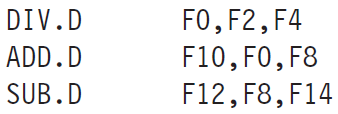 DIV.D F0,F2,F4
ADD.D F10,F0,F8
SUB.D F12,F8,F14